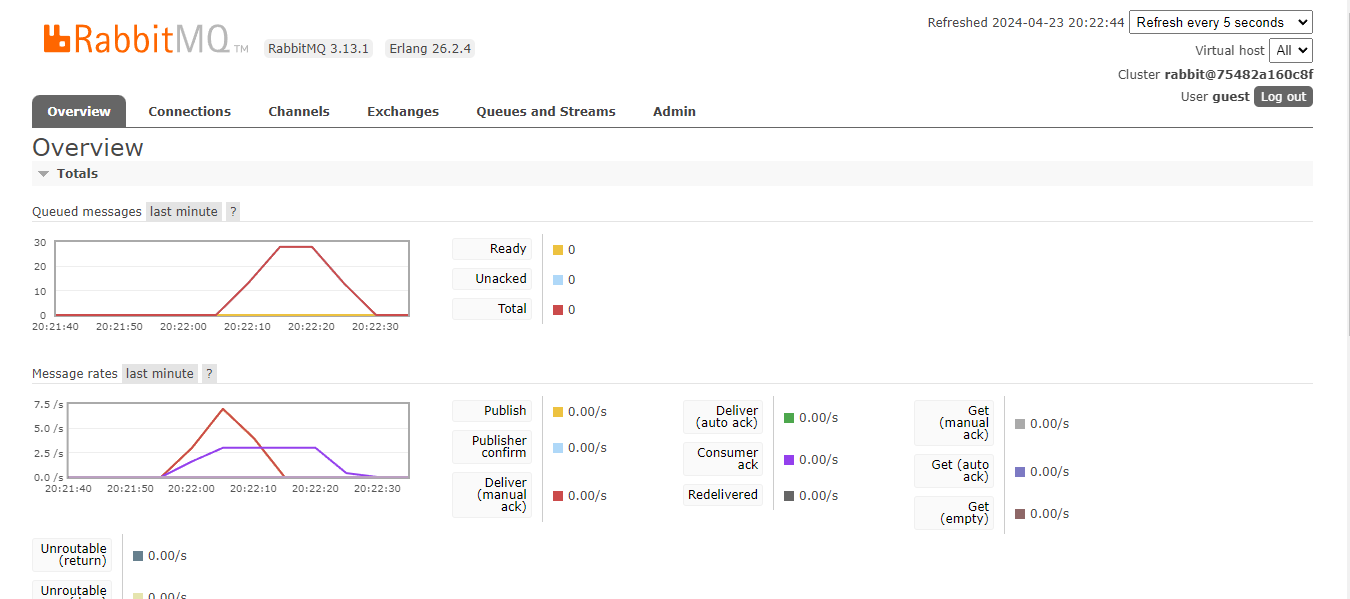 RabbitMQ TM
RabbitMQ 3.13.1
Erlang 26.2.4
Refreshed 2024-04-23 20:22:44
Refresh every 5 seconds
Virtual host
All
Cluster rabbit@75482a160c8f
User guest
Log out
Overview
Connections
Channels
Exchanges
Queues and Streams
Admin
Overview
Totals
Queued messages last minute ?
30
20
10
0
20:21:40 20:21:50 20:22:00 20:22:10 20:22:20 20:22:30
Ready 0
Unacked 0
Total 0
Message rates last minute ?
7.5 /s
5.0 /s
2.5 /s
0.0 /s
20:21:40 20:21:50 20:22:00 20:22:10 20:22:20 20:22:30
Publish 0.00/s
Publisher
confirm 0.00/s
Deliver
(manual
ack) 0.00/s
Deliver
(auto ack) 0.00/s
Consumer
ack 0.00/s
Redelivered 0.00/s
Get
(manual
ack) 0.00/s
Get (auto
ack) 0.00/s
Get
(empty) 0.00/s
Unroutable
(return) 0.00/s
Unroutable
0.00/s